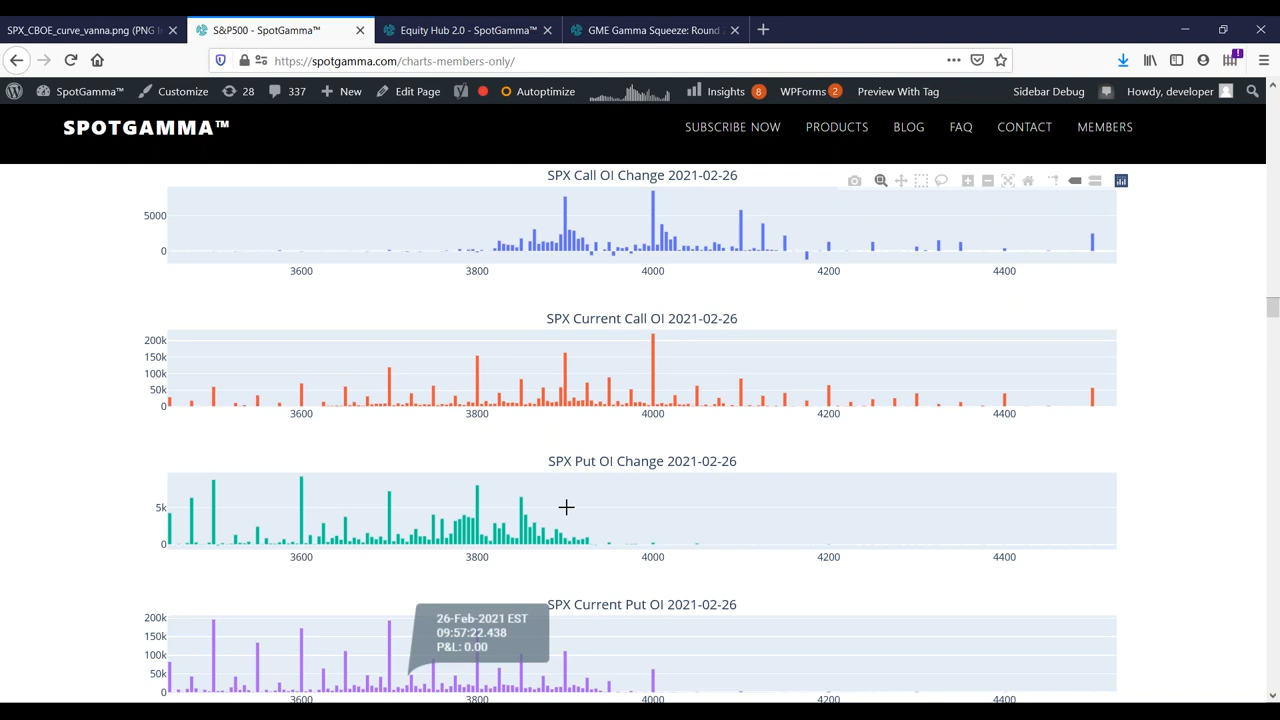 SPX_CBOE_curve_vanna.png (PNG I
S&P500 - SpotGamma™
Equity Hub 2.0 - SpotGamma™
GME Gamma Squeeze: Round
https://spotgamma.com/charts-members-only/
SpotGamma™
Customize
28
337
New
Edit Page
Autoptimize
Insights 8
WPForms 2
Preview With Tag
Sidebar Debug
Howdy, developer
SPOTGAMMA™
SUBSCRIBE NOW
PRODUCTS
BLOG
FAQ
CONTACT
MEMBERS
SPX Call OI Change 2021-02-26
5000
0
3600 3800 4000 4200 4400
SPX Current Call OI 2021-02-26
200k
150k
100k
50k
0
3600 3800 4000 4200 4400
SPX Put OI Change 2021-02-26
5k
0
3600 3800 4000 4200 4400
SPX Current Put OI 2021-02-26
200k
150k
100k
50k
0
26-Feb-2021 EST
09:57:22.438
P&L: 0.00
3600 3800 4000 4200 4400